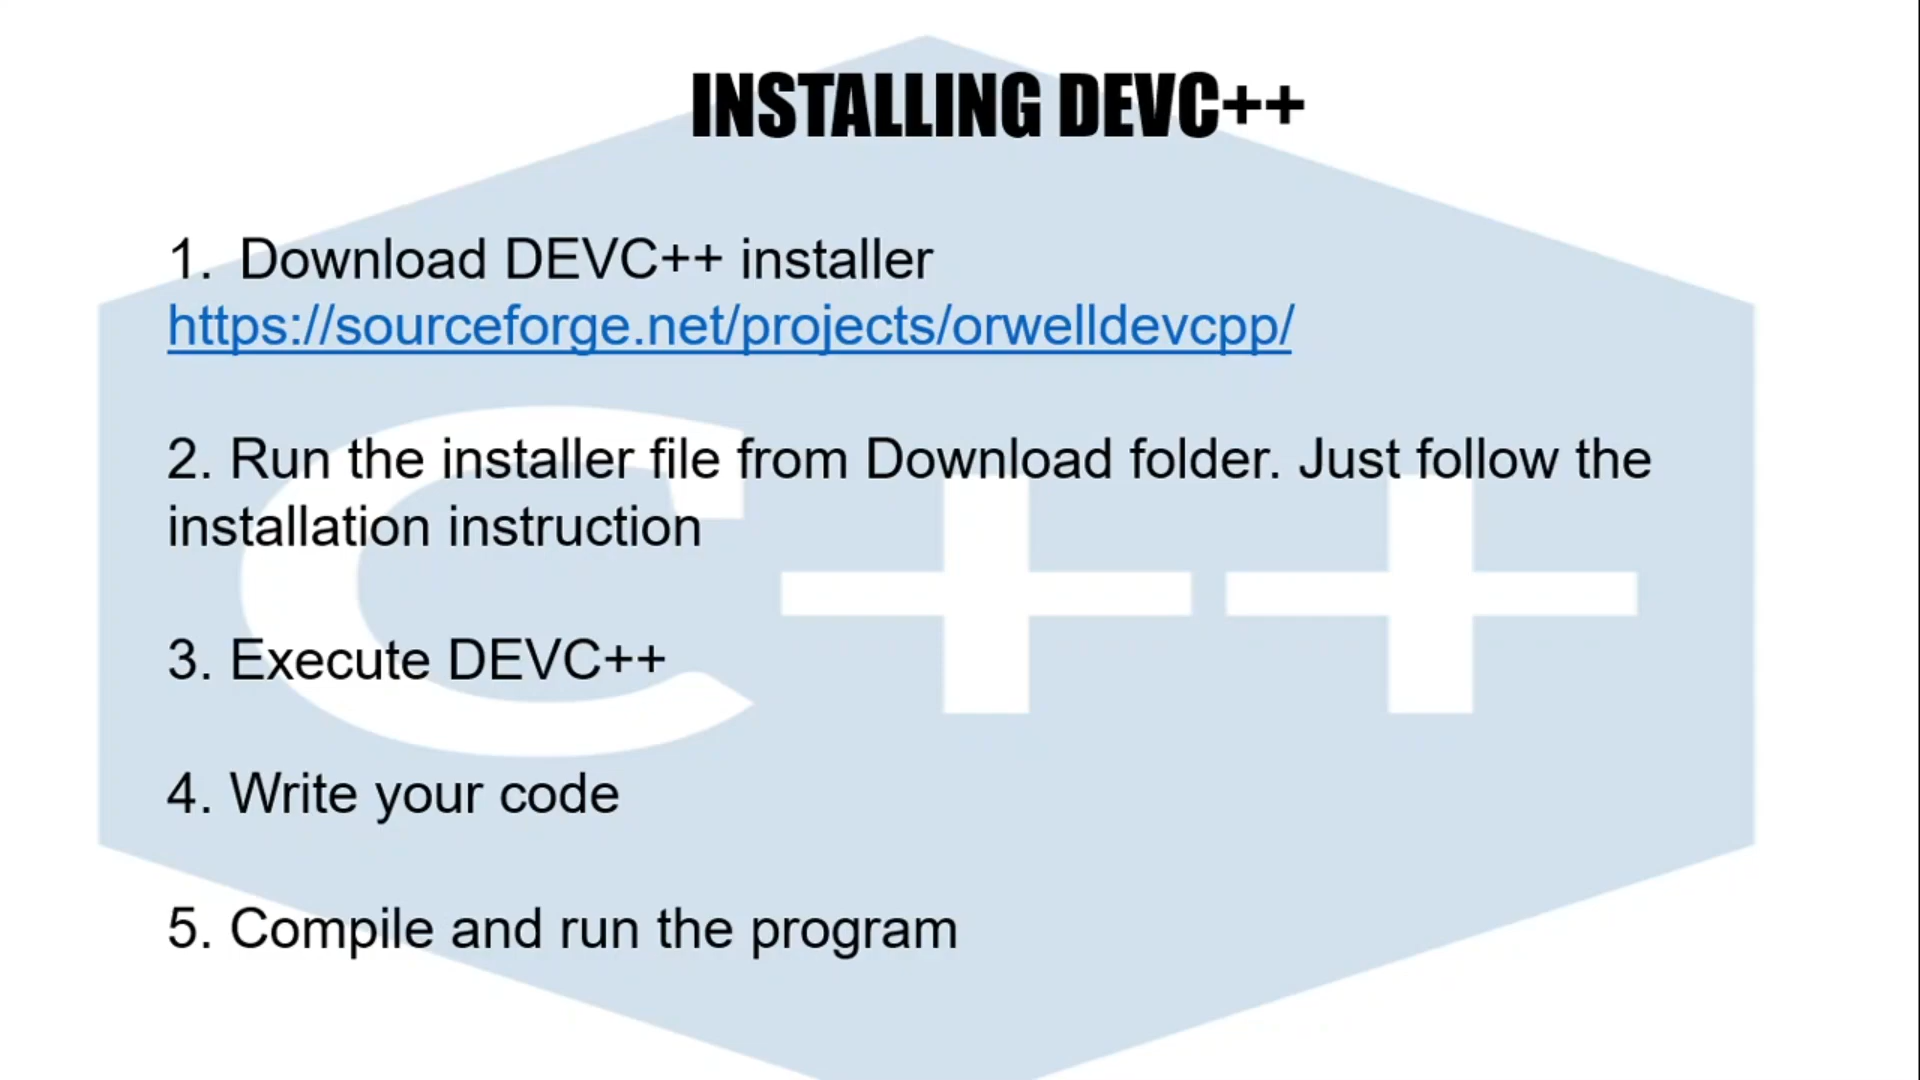 INSTALLING DEVC++
1. Download DEVC++ installer
https://sourceforge.net/projects/orwelldevcpp/
2. Run the installer file from Download folder. Just follow the
installation instruction
C++
3. Execute DEVC++
4. Write your code
5. Compile and run the program